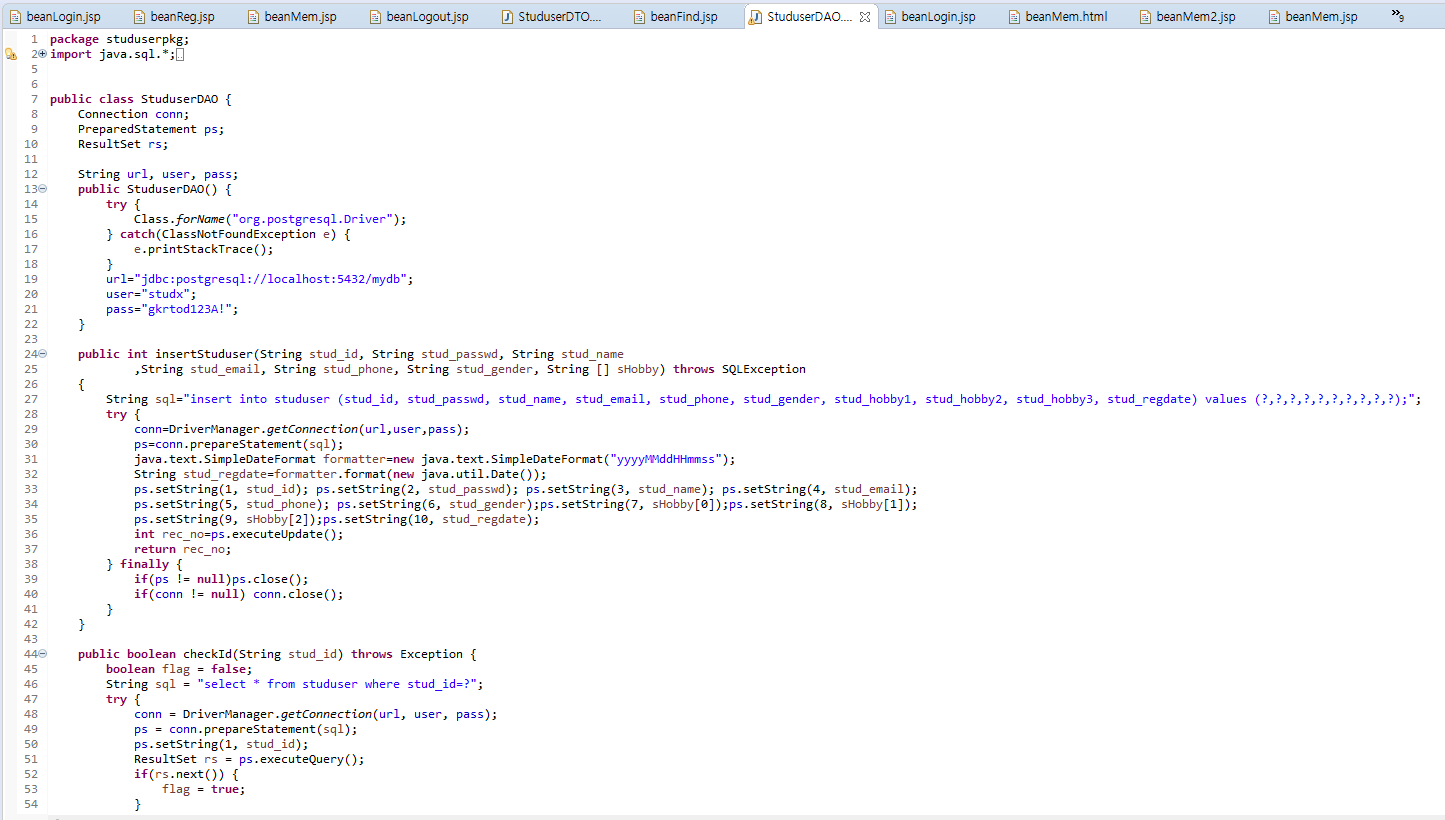 beanLogin.jsp beanReg.jsp beanMem.jsp beanLogout.jsp StuduserDTO.... beanFind.jsp StuduserDAO.... beanLogin.jsp beanMem.html beanMem2.jsp beanMem.jsp »9
1 package studuserpkg;
2 import java.sql.*;
5
6
7 public class StuduserDAO {
8 Connection conn;
9 PreparedStatement ps;
10 ResultSet rs;
11
12 String url, user, pass;
13 public StuduserDAO() {
14 try {
15 Class.forName("org.postgresql.Driver");
16 } catch(ClassNotFoundException e) {
17 e.printStackTrace();
18 }
19 url="jdbc:postgresql://localhost:5432/mydb";
20 user="studx";
21 pass="gkrtod123A!";
22 }
23
24 public int insertStuduser(String stud_id, String stud_passwd, String stud_name
25 ,String stud_email, String stud_phone, String stud_gender, String [] sHobby) throws SQLException
26 {
27 String sql="insert into studuser (stud_id, stud_passwd, stud_name, stud_email, stud_phone, stud_gender, stud_hobby1, stud_hobby2, stud_hobby3, stud_regdate) values (?,?,?,?,?,?,?,?,?,?);";
28 try {
29 conn=DriverManager.getConnection(url,user,pass);
30 ps=conn.prepareStatement(sql);
31 java.text.SimpleDateFormat formatter=new java.text.SimpleDateFormat("yyyyMMddHHmmss");
32 String stud_regdate=formatter.format(new java.util.Date());
33 ps.setString(1, stud_id); ps.setString(2, stud_passwd); ps.setString(3, stud_name); ps.setString(4, stud_email);
34 ps.setString(5, stud_phone); ps.setString(6, stud_gender);ps.setString(7, sHobby[0]);ps.setString(8, sHobby[1]);
35 ps.setString(9, sHobby[2]);ps.setString(10, stud_regdate);
36 int rec_no=ps.executeUpdate();
37 return rec_no;
38 } finally {
39 if(ps != null)ps.close();
40 if(conn != null) conn.close();
41 }
42 }
43
44 public boolean checkId(String stud_id) throws Exception {
45 boolean flag = false;
46 String sql = "select * from studuser where stud_id=?";
47 try {
48 conn = DriverManager.getConnection(url, user, pass);
49 ps = conn.prepareStatement(sql);
50 ps.setString(1, stud_id);
51 ResultSet rs = ps.executeQuery();
52 if(rs.next()) {
53 flag = true;
54 }